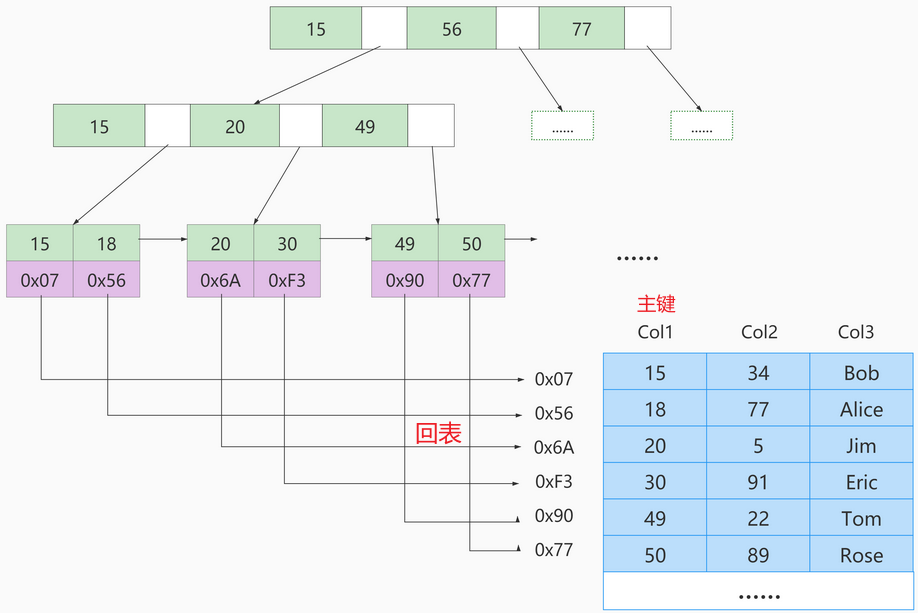 15 56 77
15 20 49 ...... ......
15 18 20 30 49 50
0x07 0x56 0x6A 0xF3 0x90 0x77
......
主键
Col1 Col2 Col3
0x07 15 34 Bob
0x56 18 77 Alice
回表
0x6A 20 5 Jim
0xF3 30 91 Eric
0x90 49 22 Tom
0x77 50 89 Rose
......